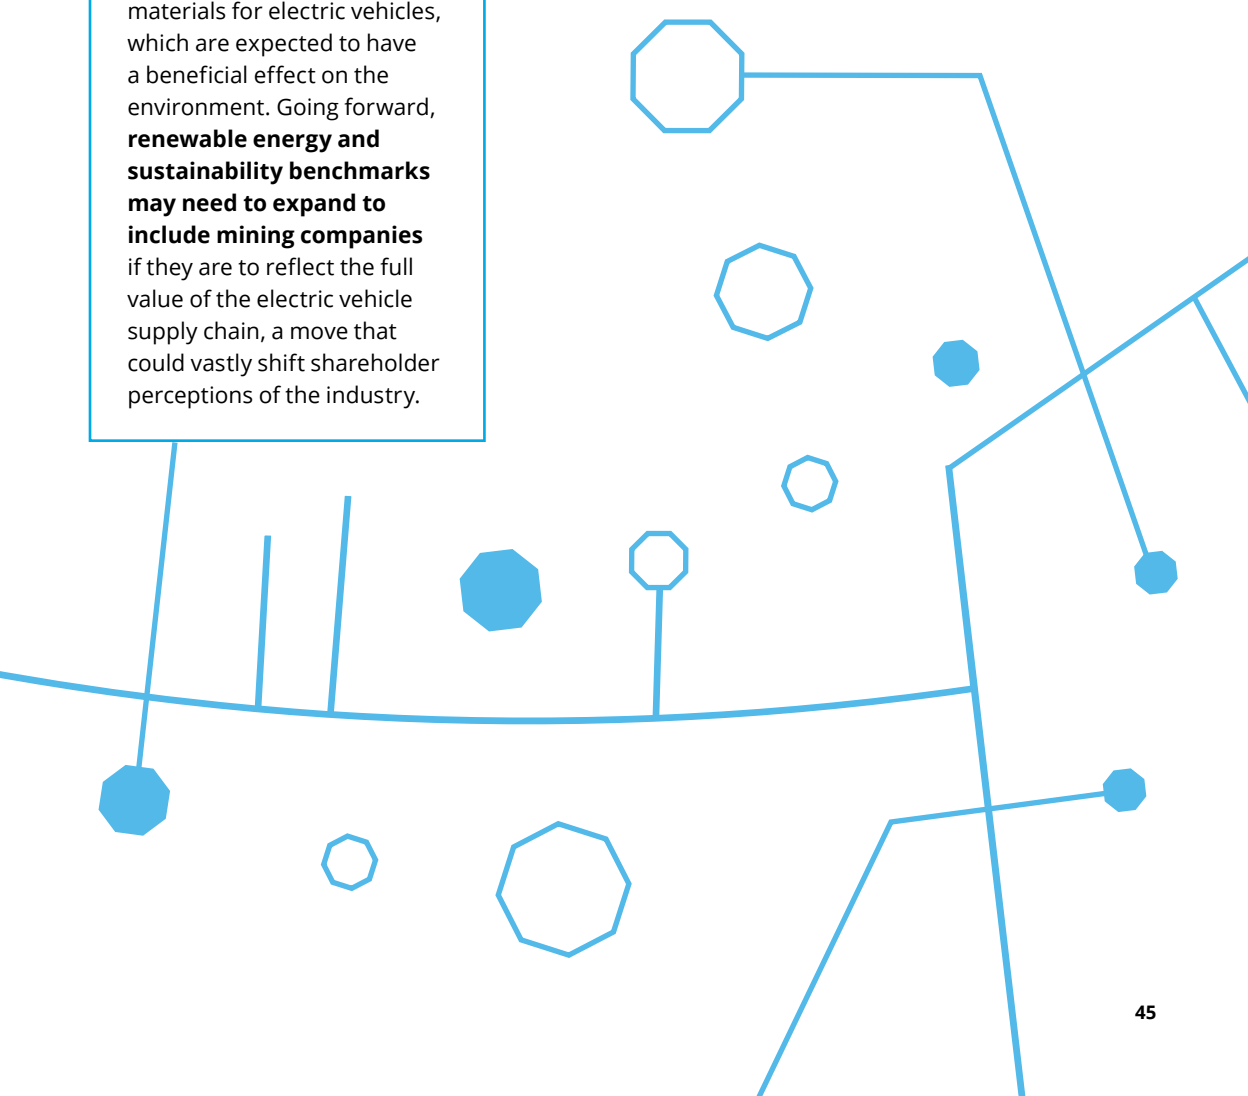 materials for electric vehicles,
which are expected to have
a beneficial effect on the
environment. Going forward,
renewable energy and
sustainability benchmarks
may need to expand to
include mining companies
if they are to reflect the full
value of the electric vehicle
supply chain, a move that
could vastly shift shareholder
perceptions of the industry.
45